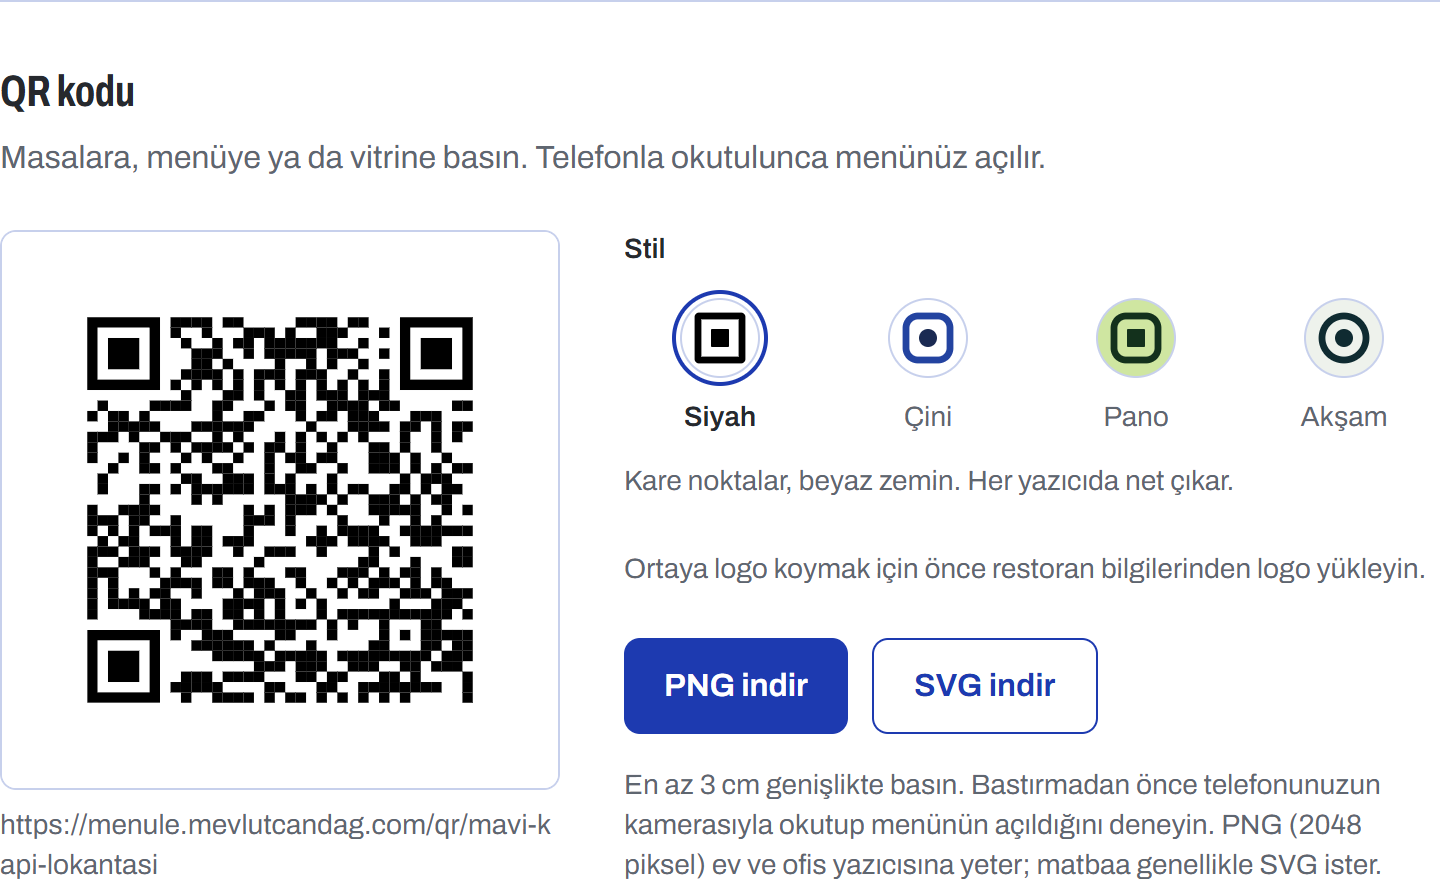 QR kodu
Masalara, menüye ya da vitrine basın. Telefonla okutulunca menünüz açılır.
Stil
Siyah
Çini
Pano
Akşam
Kare noktalar, beyaz zemin. Her yazıcıda net çıkar.
Ortaya logo koymak için önce restoran bilgilerinden logo yükleyin.
PNG indir
SVG indir
En az 3 cm genişlikte basın. Bastırmadan önce telefonunuzun
kamerasıyla okutup menünün açıldığını deneyin. PNG (2048
piksel) ev ve ofis yazıcısına yeter; matbaa genellikle SVG ister.
https://menule.mevlutcandag.com/qr/mavi-k
api-lokantasi